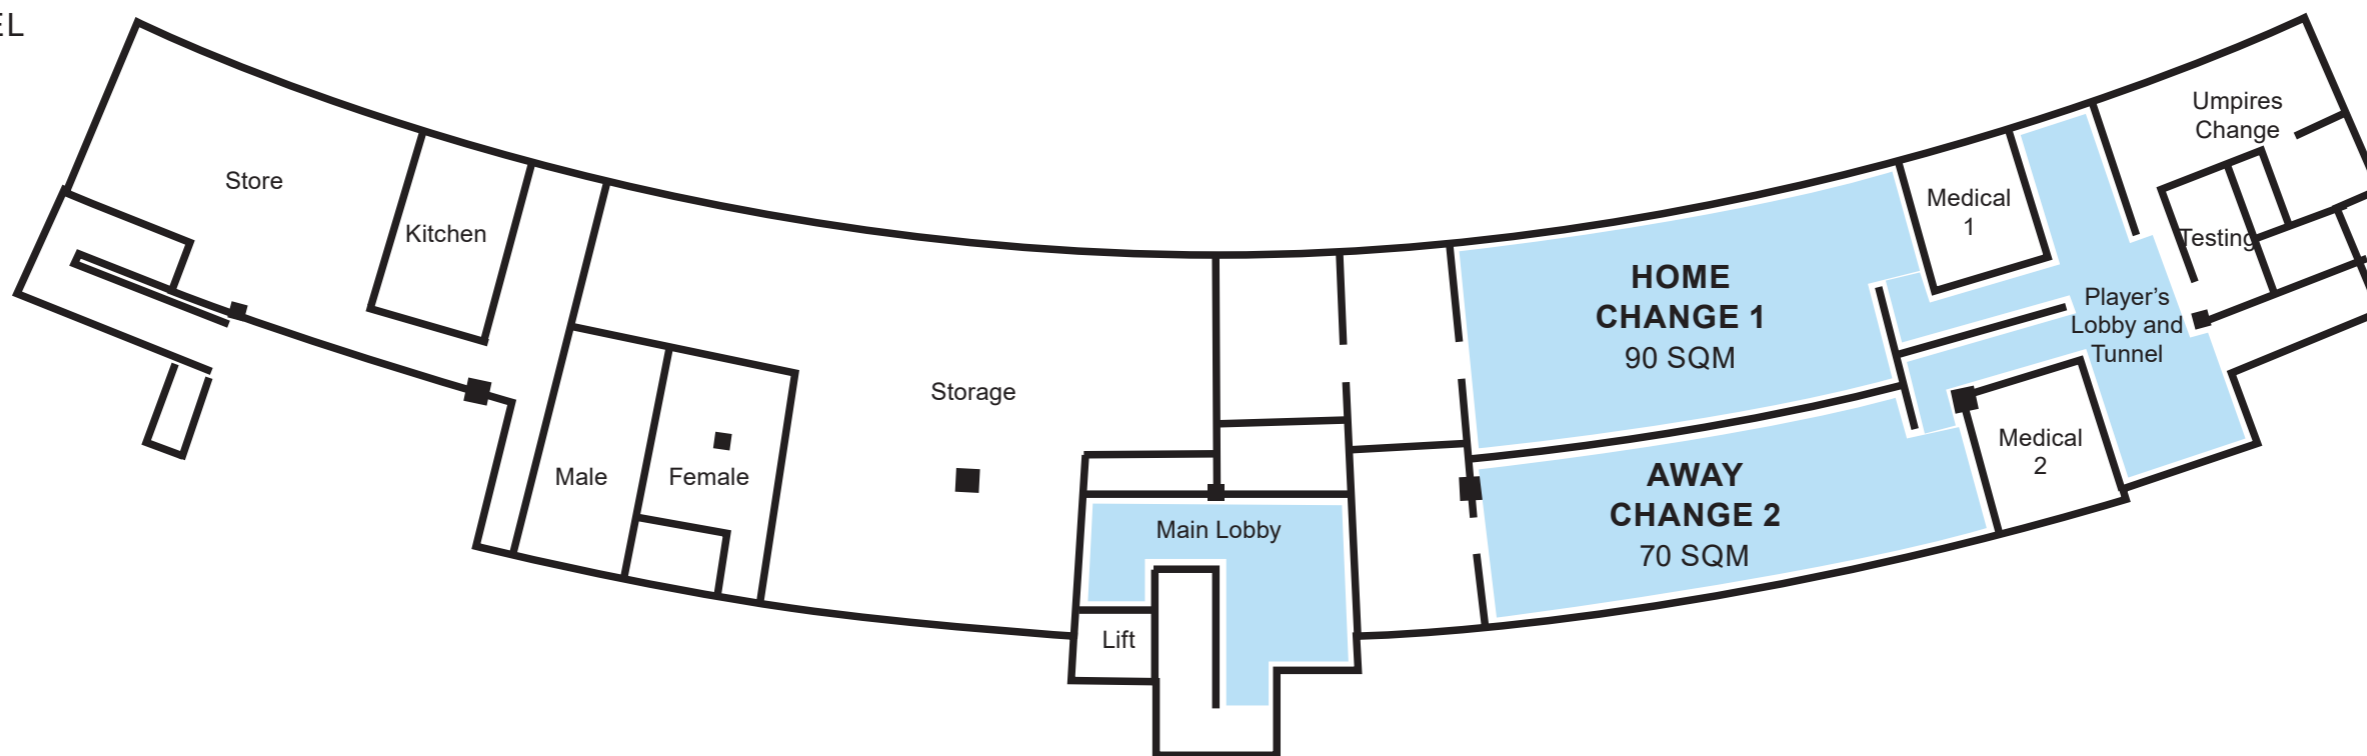 EL
Store
Kitchen
Male
Female
Storage
Main Lobby
Lift
HOME
CHANGE 1
90 SQM
AWAY
CHANGE 2
70 SQM
Medical
1
Medical
2
Player’s
Lobby and
Tunnel
Umpires
Change
Testing